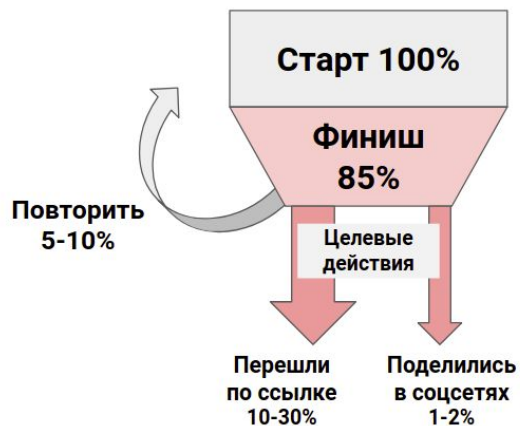 Старт 100%
Финиш
85%
Повторить
5-10%
Целевые
действия
Перешли
по ссылке
10-30%
Поделились
в соцсетях
1-2%